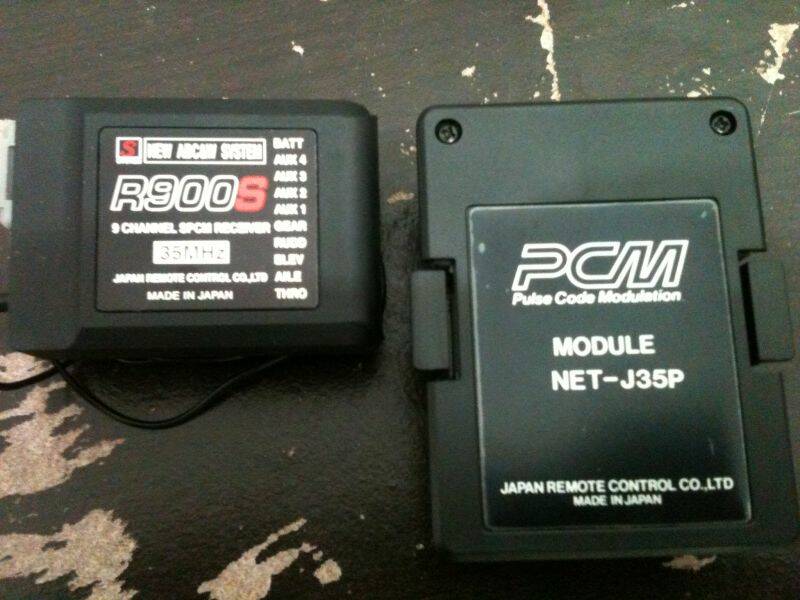 S NEW ABC&W SYSTEM
R900S
9 CHANNEL SPCM RECEIVER
35MHz
JAPAN REMOTE CONTROL CO.,LTD
MADE IN JAPAN
BATT
AUX 4
AUX 3
AUX 2
AUX 1
GEAR
RUDD
ELEV
AILE
THRO
PCM
Pulse Code Modulation
MODULE
NET-J35P
JAPAN REMOTE CONTROL CO.,LTD
MADE IN JAPAN